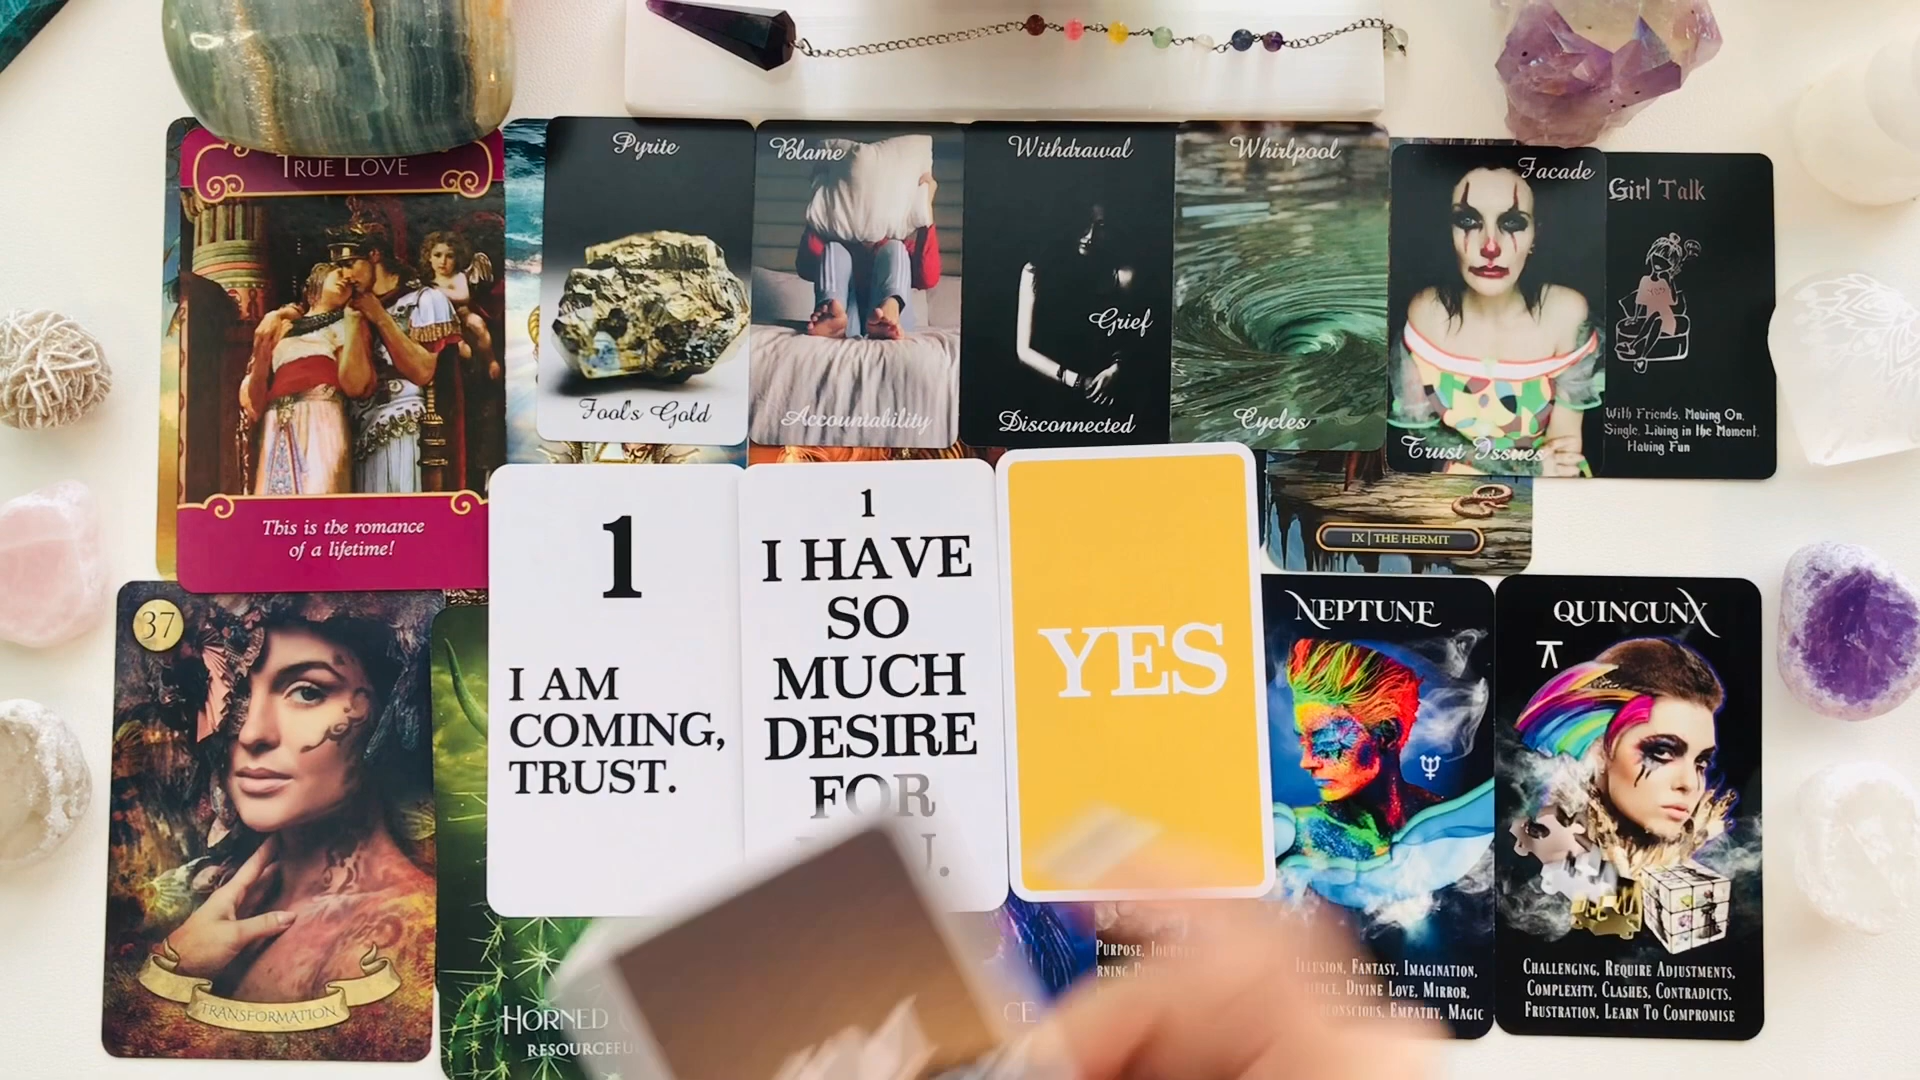 TRUE LOVE
This is the romance
of a lifetime!
Pyrite
Fool's Gold
Blame
Accountability
Withdrawal
Grief
Disconnected
Whirlpool
Cycles
Facade
Trust Issues
Girl Talk
With Friends, Moving On,
Single, Living in the Moment,
Having Fun
IX | THE HERMIT
37
TRANSFORMATION
HORNED
1
I AM
COMING,
TRUST.
1
I HAVE
SO
MUCH
DESIRE
FOR
YES
PURPOSE,
NEPTUNE
ILLUSION, FANTASY, IMAGINATION,
DIVINE LOVE, MIRROR,
EMPATHY, MAGIC
QUINCUNX
CHALLENGING, REQUIRE ADJUSTMENTS,
COMPLEXITY, CLASHES, CONTRADICTS,
FRUSTRATION, LEARN TO COMPROMISE